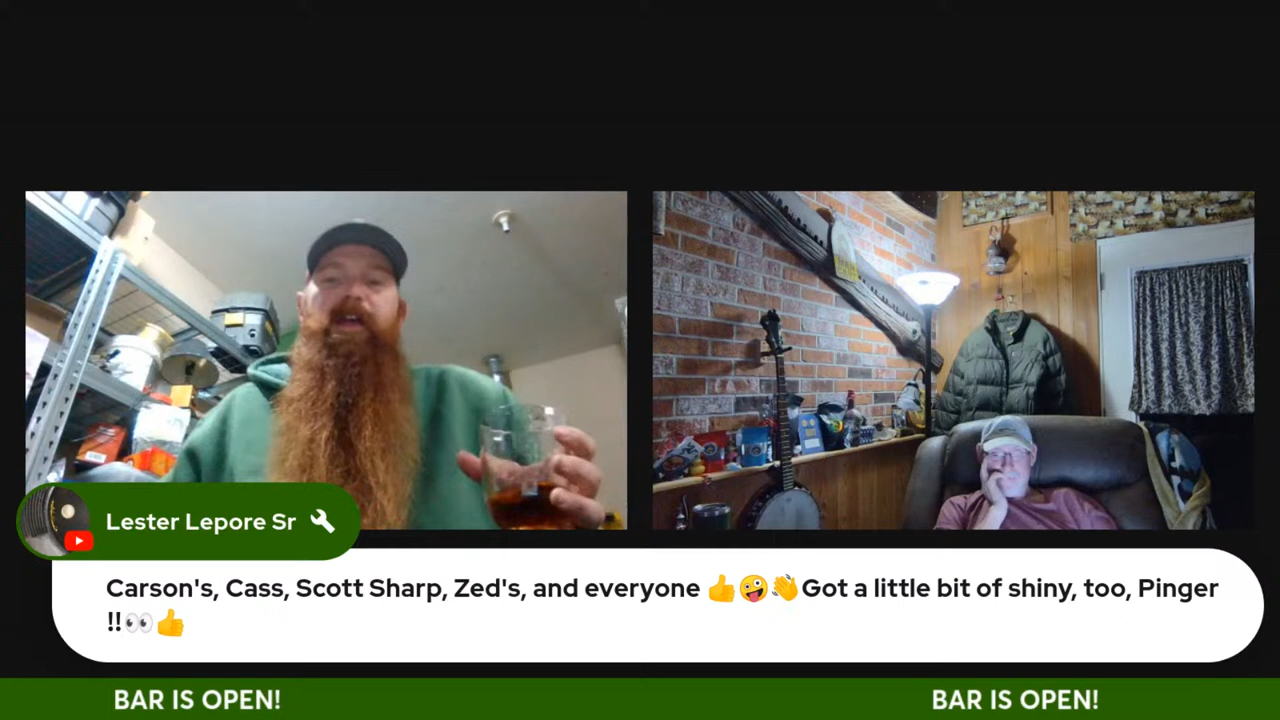 Lester Lepore Sr
Carson's, Cass, Scott Sharp, Zed's, and everyone 👍🤪👋Got a little bit of shiny, too, Pinger
‼👀👍
BAR IS OPEN! BAR IS OPEN!